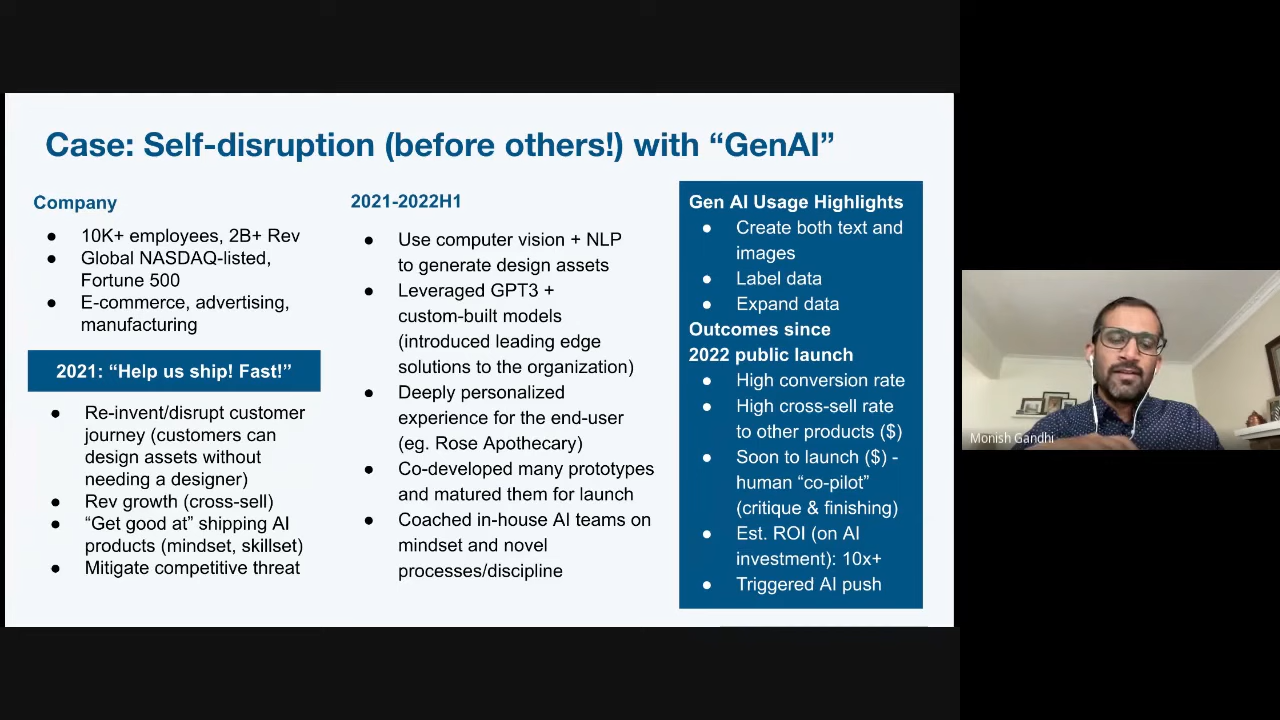 Case: Self-disruption (before others!) with “GenAI”
Company
● 10K+ employees, 2B+ Rev
● Global NASDAQ-listed,
Fortune 500
● E-commerce, advertising,
manufacturing
2021: “Help us ship! Fast!”
● Re-invent/disrupt customer
journey (customers can
design assets without
needing a designer)
● Rev growth (cross-sell)
● “Get good at” shipping AI
products (mindset, skillset)
● Mitigate competitive threat
2021-2022H1
● Use computer vision + NLP
to generate design assets
● Leveraged GPT3 +
custom-built models
(introduced leading edge
solutions to the organization)
● Deeply personalized
experience for the end-user
(eg. Rose Apothecary)
● Co-developed many prototypes
and matured them for launch
● Coached in-house AI teams on
mindset and novel
processes/discipline
Gen AI Usage Highlights
● Create both text and
images
● Label data
● Expand data
Outcomes since
2022 public launch
● High conversion rate
● High cross-sell rate
to other products ($)
● Soon to launch ($) -
human “co-pilot”
(critique & finishing)
● Est. ROI (on AI
investment): 10x+
● Triggered AI push
Monish Gandhi